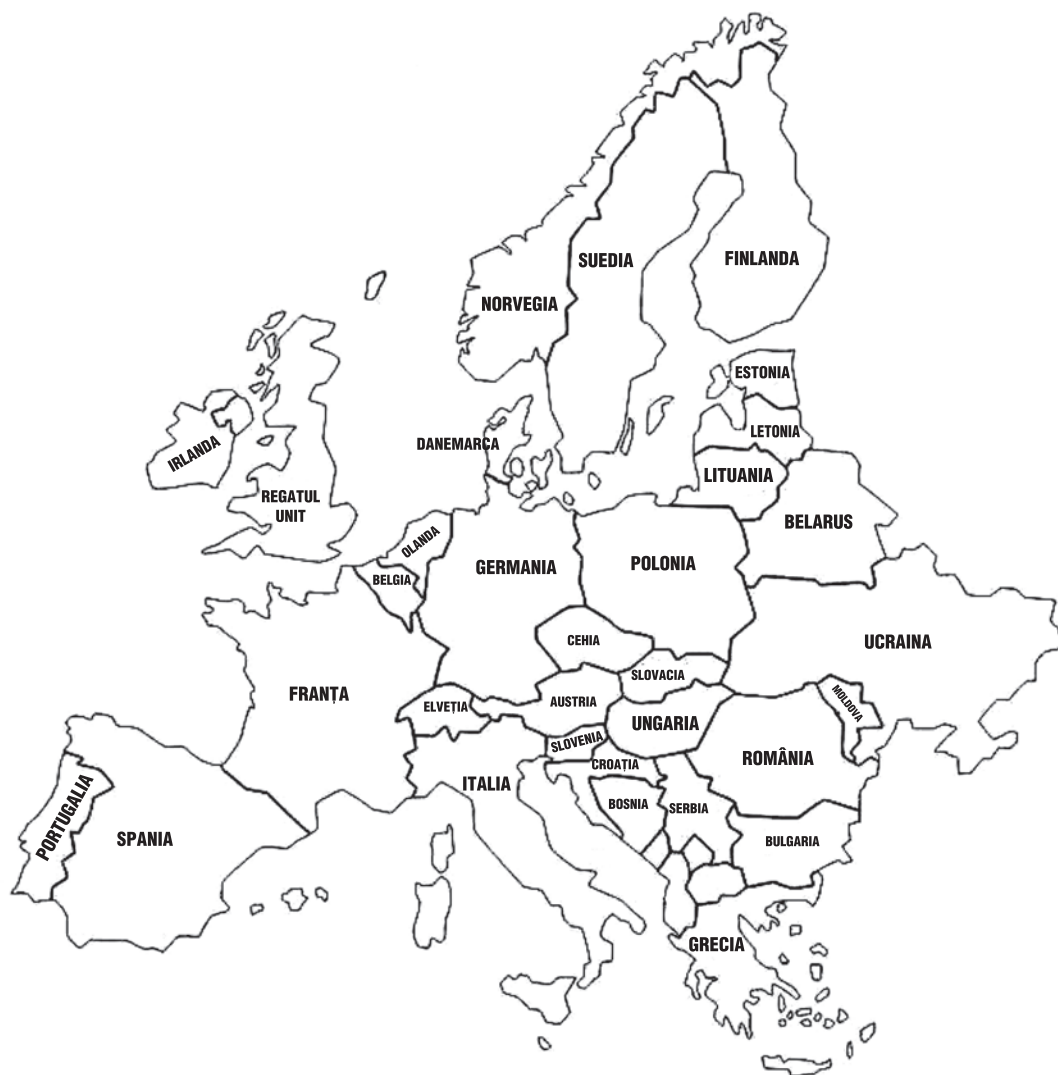 SUEDIA
FINLANDA
NORVEGIA
ESTONIA
LETONIA
DANEMARCA
IRLANDA
LITUANIA
REGATUL
UNIT
BELARUS
OLANDA
GERMANIA
POLONIA
BELGIA
CEHIA
UCRAINA
SLOVACIA
FRANȚA
ELVEȚIA
AUSTRIA
MOLDOVA
UNGARIA
SLOVENIA
ROMÂNIA
CROAȚIA
ITALIA
PORTUGALIA
BOSNIA
SERBIA
SPANIA
BULGARIA
GRECIA